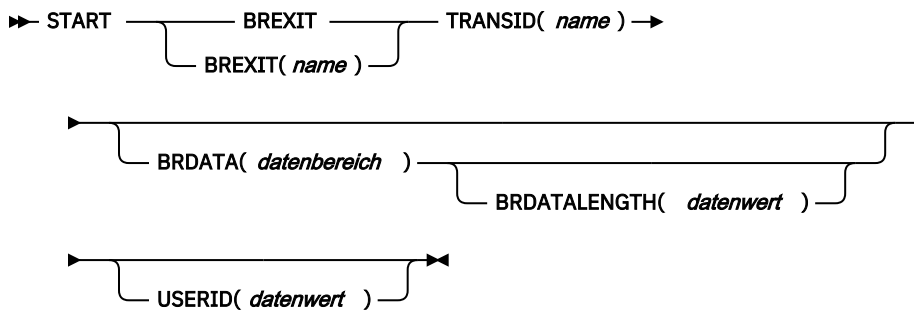 START BREXIT TRANSID( name )
BREXIT( name )
BRDATA( datenbereich )
BRDATALENGTH( datenwert )
USERID( datenwert )